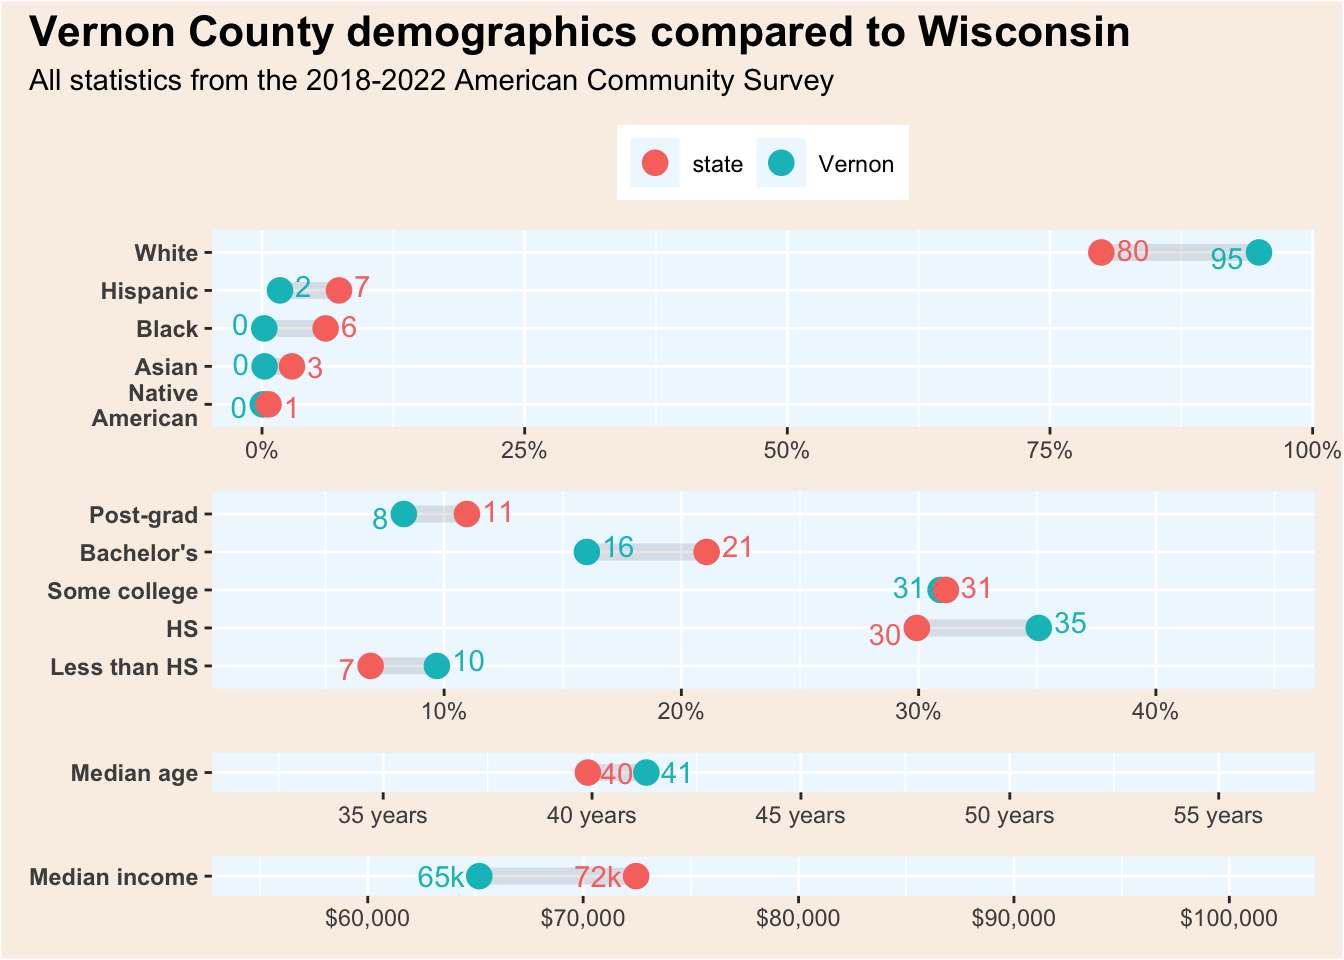 Vernon County demographics compared to Wisconsin
All statistics from the 2018-2022 American Community Survey
state Vernon
White 80 95
Hispanic 2 7
Black 0 6
Asian 0 3
Native
American 0 1
0% 25% 50% 75% 100%
Post-grad 8 11
Bachelor's 16 21
Some college 31 31
HS 30 35
Less than HS 7 10
10% 20% 30% 40%
Median age 40 41
35 years 40 years 45 years 50 years 55 years
Median income 65k 72k
$60,000 $70,000 $80,000 $90,000 $100,000